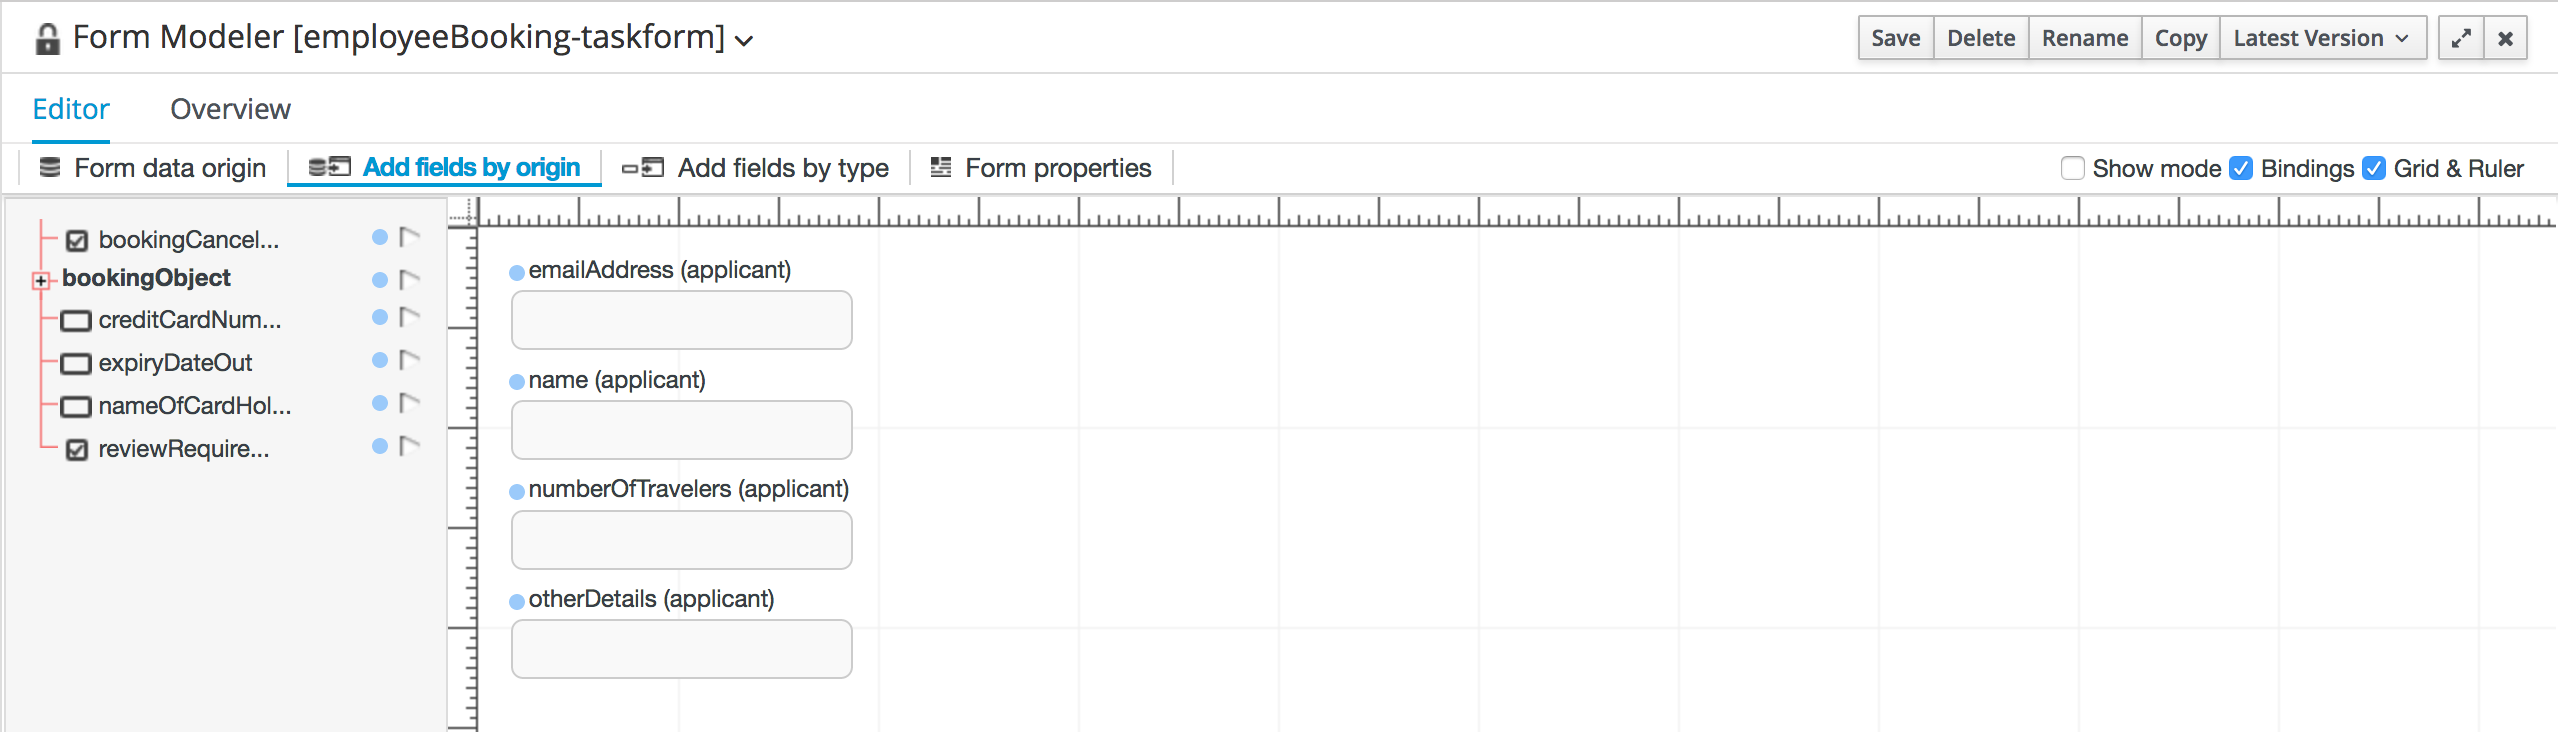 Form Modeler [employeeBooking-taskform]
Save Delete Rename Copy Latest Version
Editor Overview
Form data origin Add fields by origin Add fields by type Form properties Show mode Bindings Grid & Ruler
bookingCancel...
bookingObject
creditCardNum...
expiryDateOut
nameOfCardHol...
reviewRequire...
emailAddress (applicant)
name (applicant)
numberOfTravelers (applicant)
otherDetails (applicant)